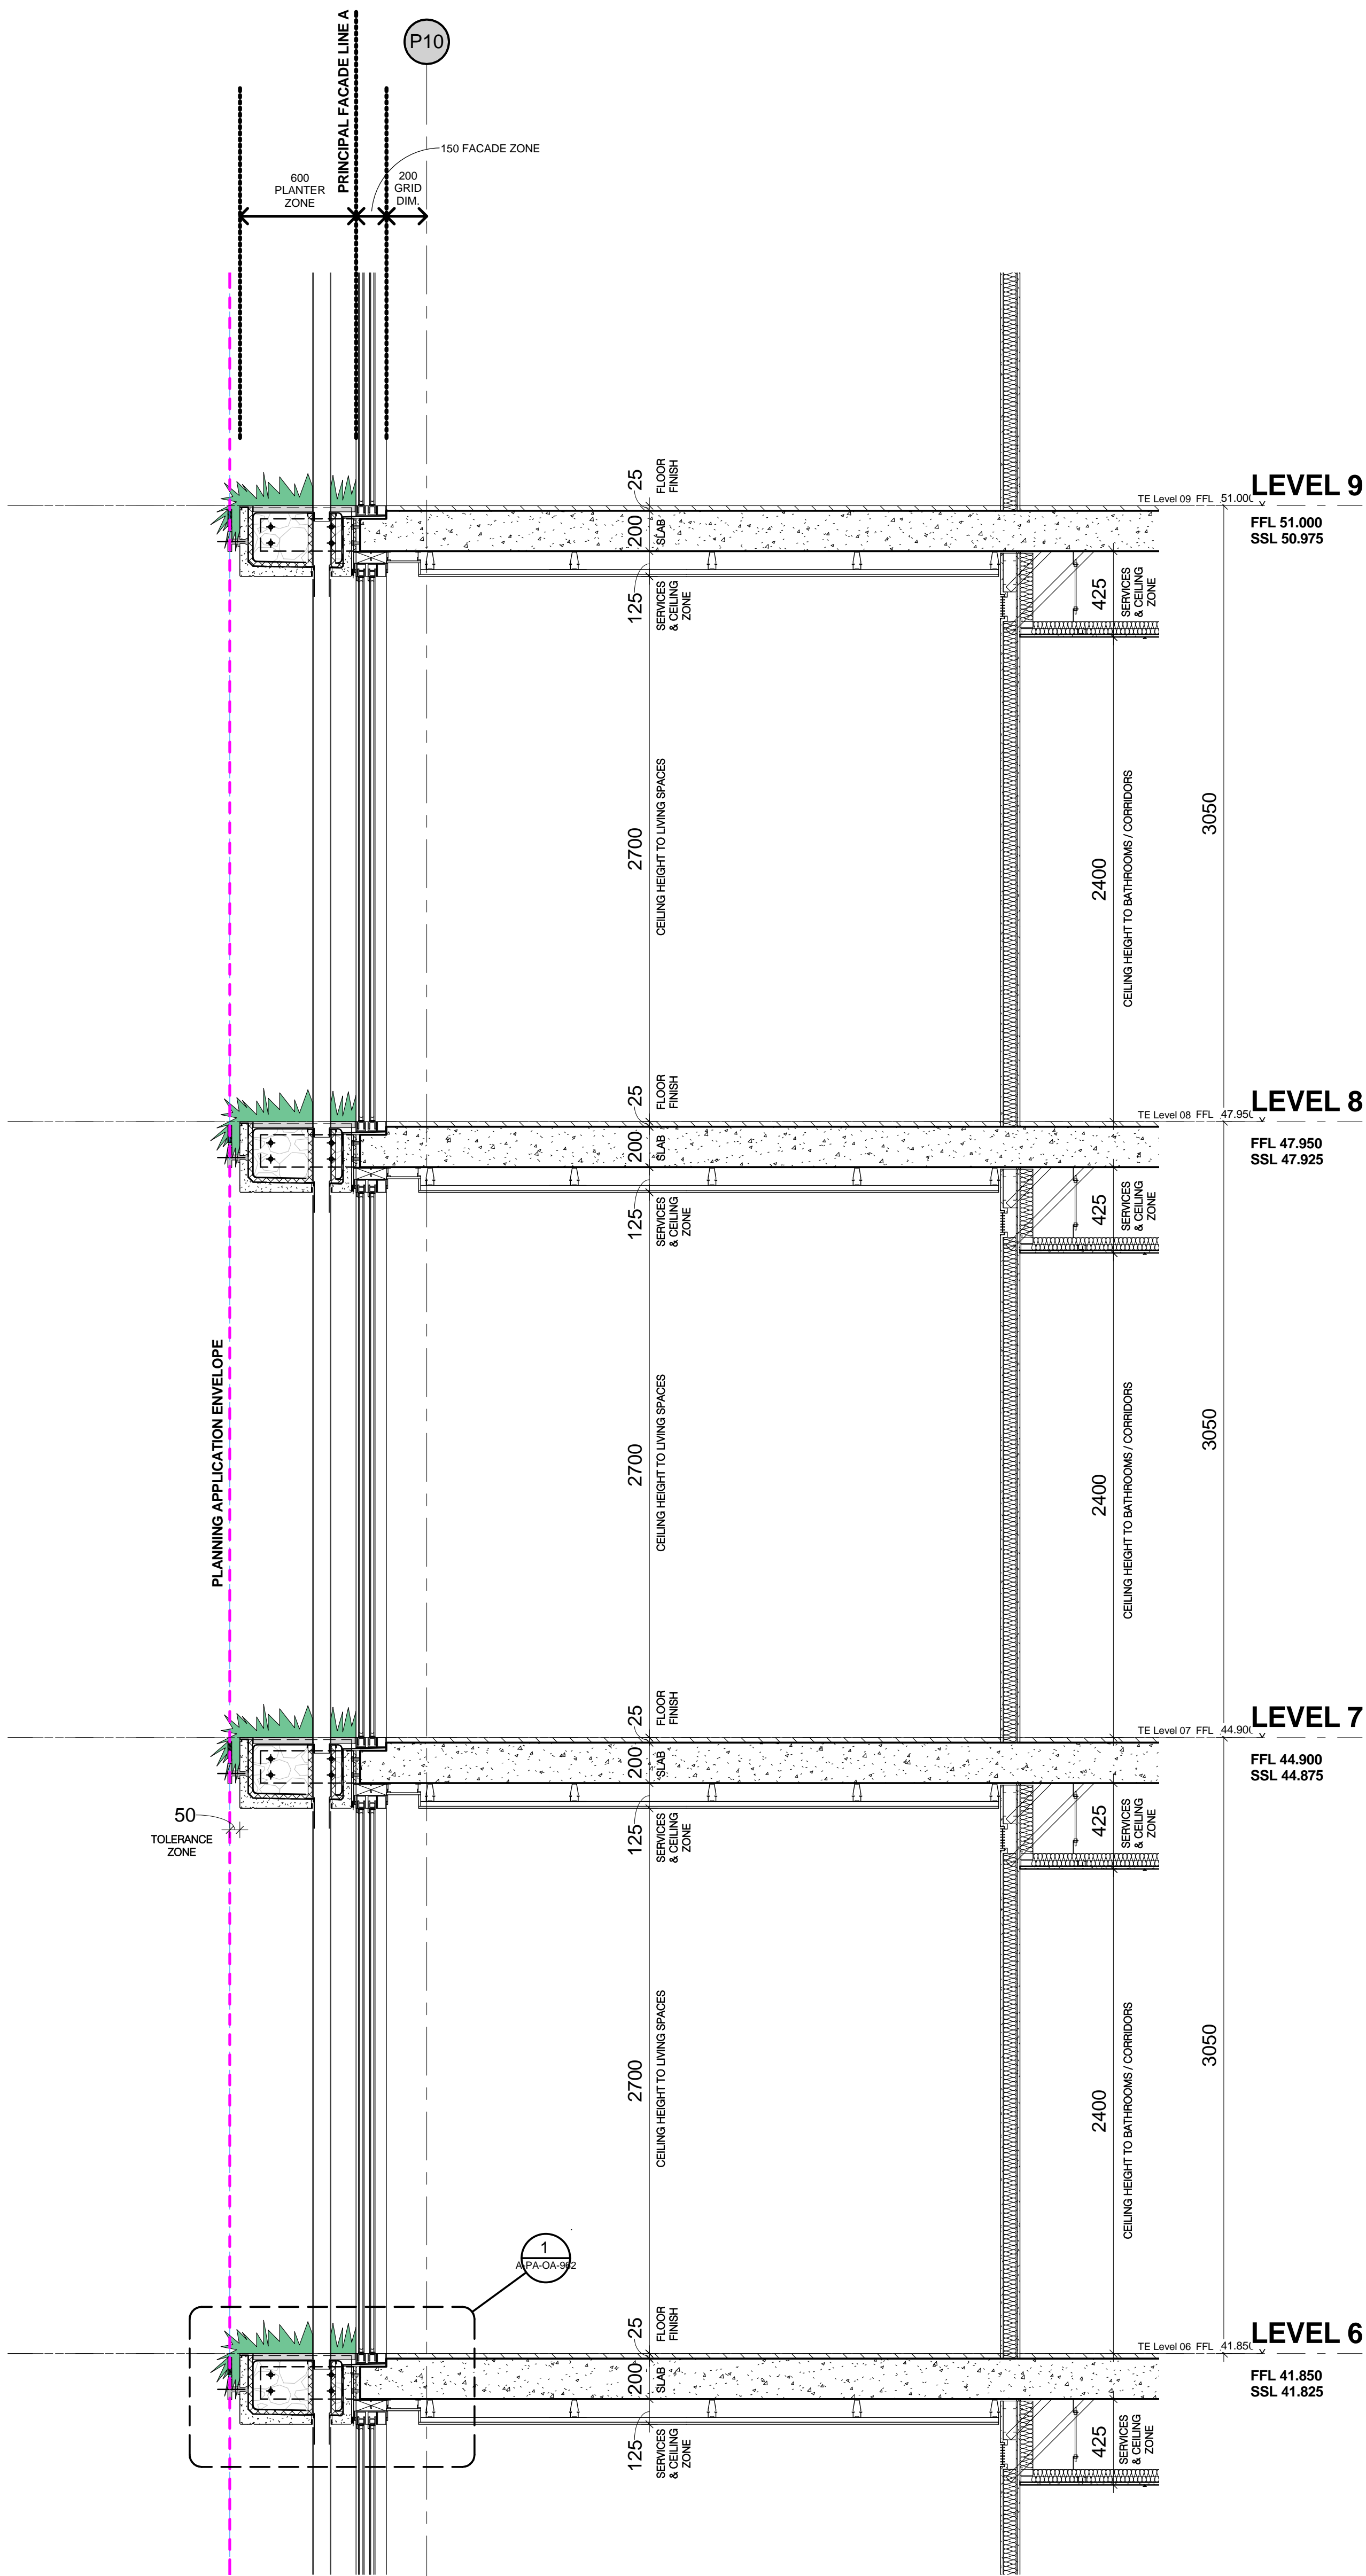 PRINCIPAL FACADE LINE A
P10
150 FACADE ZONE
600
PLANTER
ZONE
200
GRID
DIM.
25
FLOOR
FINISH
200
SLAB
125
SERVICES
& CEILING
ZONE
425
SERVICES
& CEILING
ZONE
TE Level 09 FFL 51.000
LEVEL 9
FFL 51.000
SSL 50.975
2700
CEILING HEIGHT TO LIVING SPACES
2400
CEILING HEIGHT TO BATHROOMS / CORRIDORS
3050
25
FLOOR
FINISH
200
SLAB
125
SERVICES
& CEILING
ZONE
425
SERVICES
& CEILING
ZONE
TE Level 08 FFL 47.950
LEVEL 8
FFL 47.950
SSL 47.925
PLANNING APPLICATION ENVELOPE
2700
CEILING HEIGHT TO LIVING SPACES
2400
CEILING HEIGHT TO BATHROOMS / CORRIDORS
3050
25
FLOOR
FINISH
200
SLAB
125
SERVICES
& CEILING
ZONE
425
SERVICES
& CEILING
ZONE
TE Level 07 FFL 44.900
LEVEL 7
FFL 44.900
SSL 44.875
50
TOLERANCE
ZONE
2700
CEILING HEIGHT TO LIVING SPACES
2400
CEILING HEIGHT TO BATHROOMS / CORRIDORS
3050
1
A-PA-OA-962
25
FLOOR
FINISH
200
SLAB
125
SERVICES
& CEILING
ZONE
425
SERVICES
& CEILING
ZONE
TE Level 06 FFL 41.850
LEVEL 6
FFL 41.850
SSL 41.825